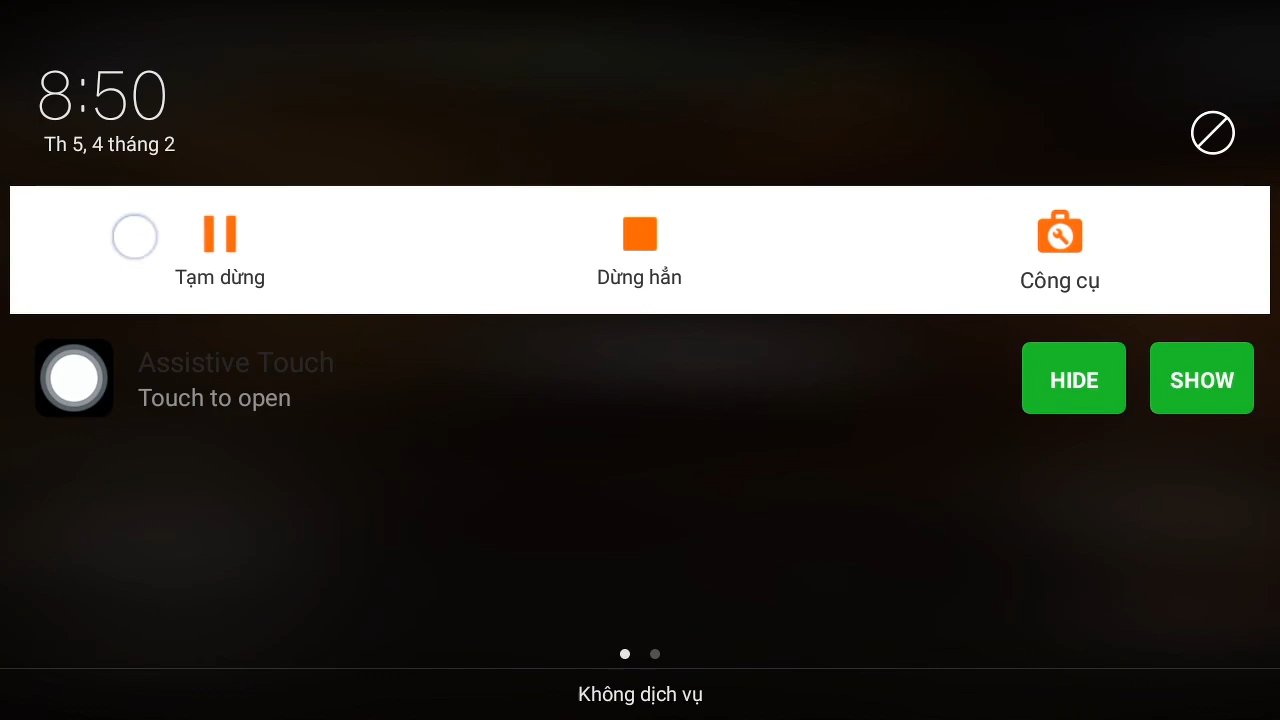 8:50
Th 5, 4 tháng 2
Tạm dừng
Dừng hẳn
Công cụ
Assistive Touch
Touch to open
HIDE
SHOW
Không dịch vụ